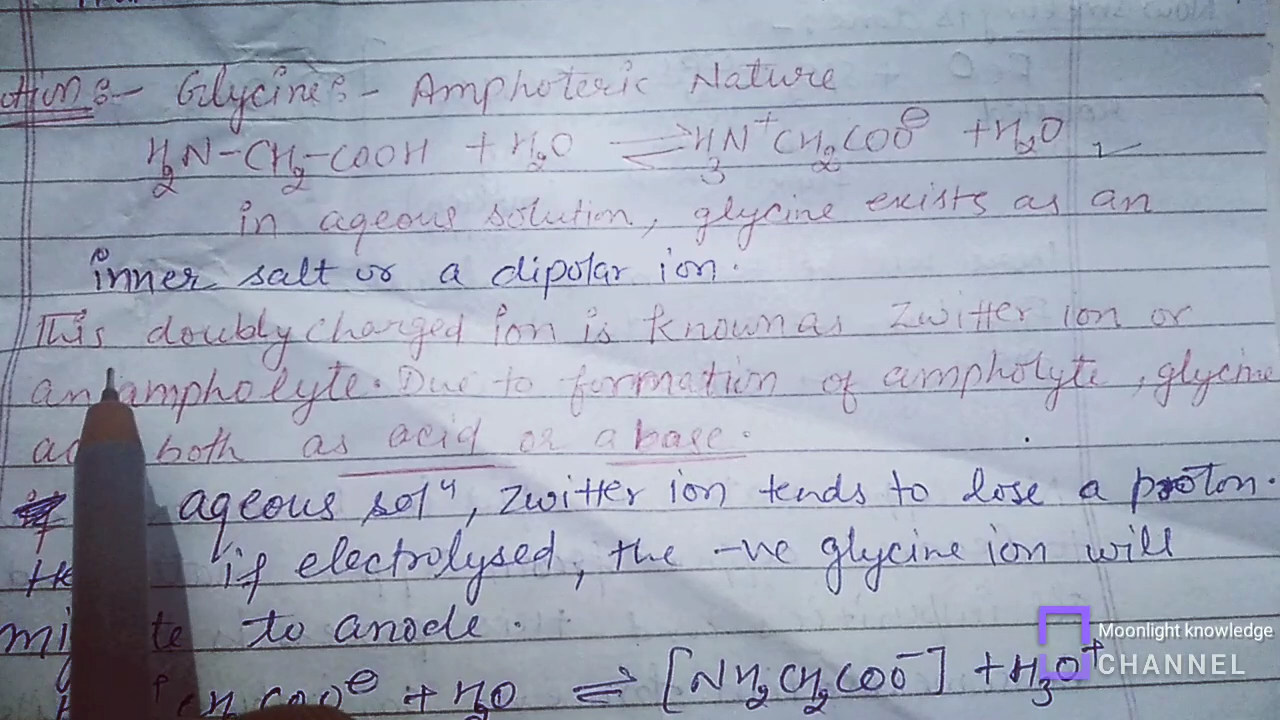 ction:- Glycine:- Amphoteric Nature
H2N-CH2-COOH + H2O ⇌ H3N+CH2COO⊖ + H2O
in ageous solution, glycine exists as an
inner salt or a dipolar ion.
This doubly charged ion is known as Zwitter ion or
an ampholyte. Due to formation of ampholyte, glycine
both as acid or a base.
ageous solⁿ, Zwitter ion tends to lose a proton.
if electrolysed, the -ve glycine ion will
to anode.
CH2COO⊖ + H2O ⇌ [NH2CH2COO-] + H3O+
Moonlight knowledge
CHANNEL